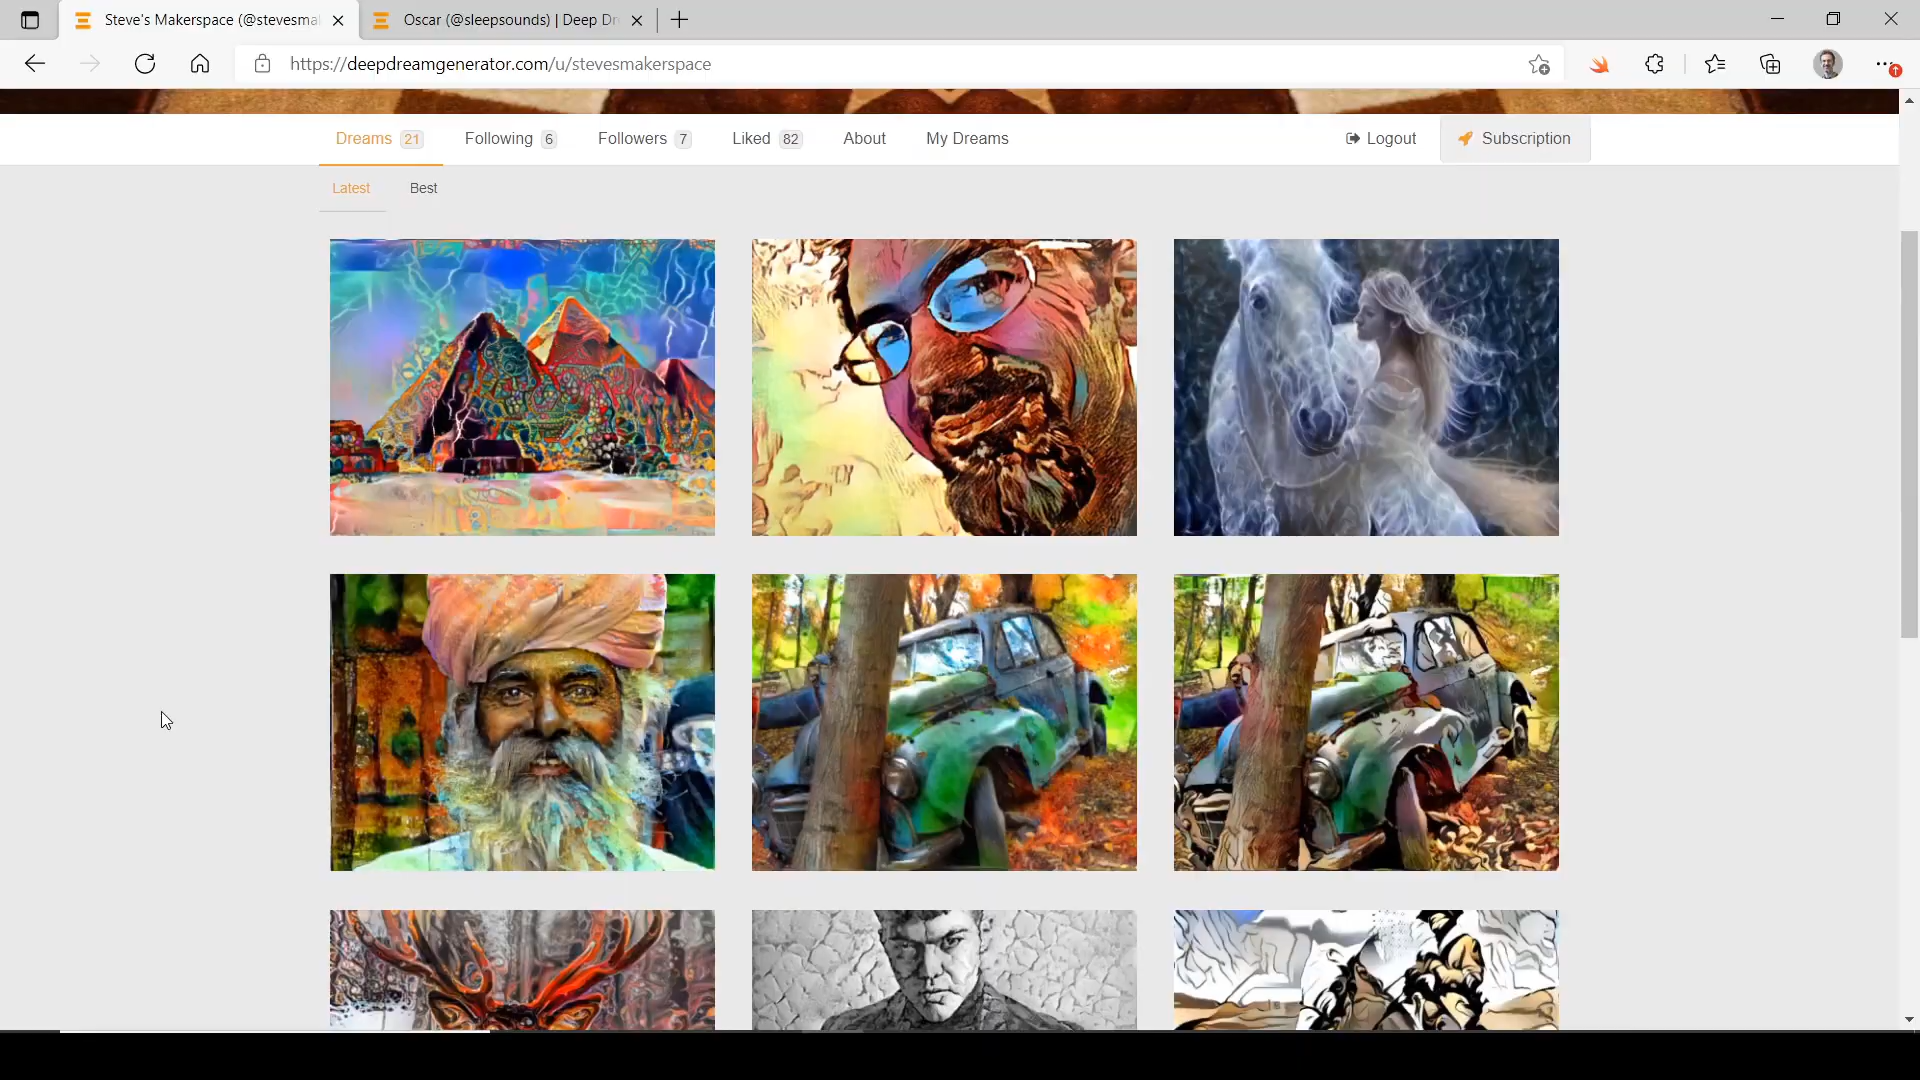 Steve's Makerspace (@stevesma
Oscar (@sleepsounds) | Deep Dr
https://deepdreamgenerator.com/u/stevesmakerspace
Dreams 21 Following 6 Followers 7 Liked 82 About My Dreams Logout Subscription
Latest Best